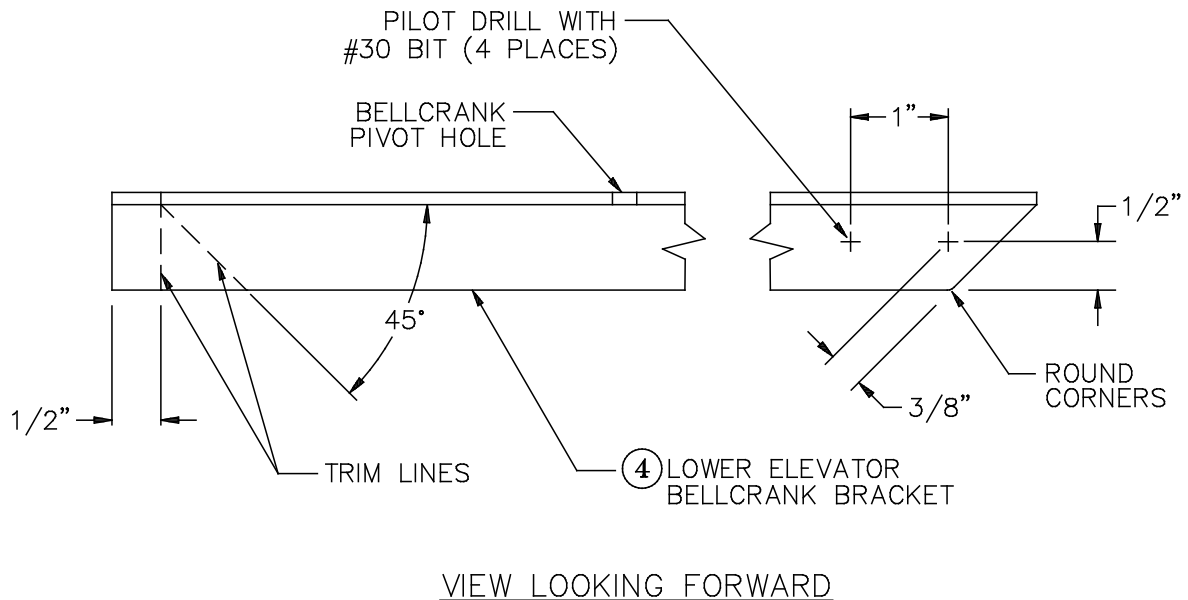 PILOT DRILL WITH
#30 BIT (4 PLACES)
BELLCRANK
PIVOT HOLE
1”
1/2”
45°
ROUND
CORNERS
3/8”
1/2”
TRIM LINES
4 LOWER ELEVATOR
BELLCRANK BRACKET
VIEW LOOKING FORWARD